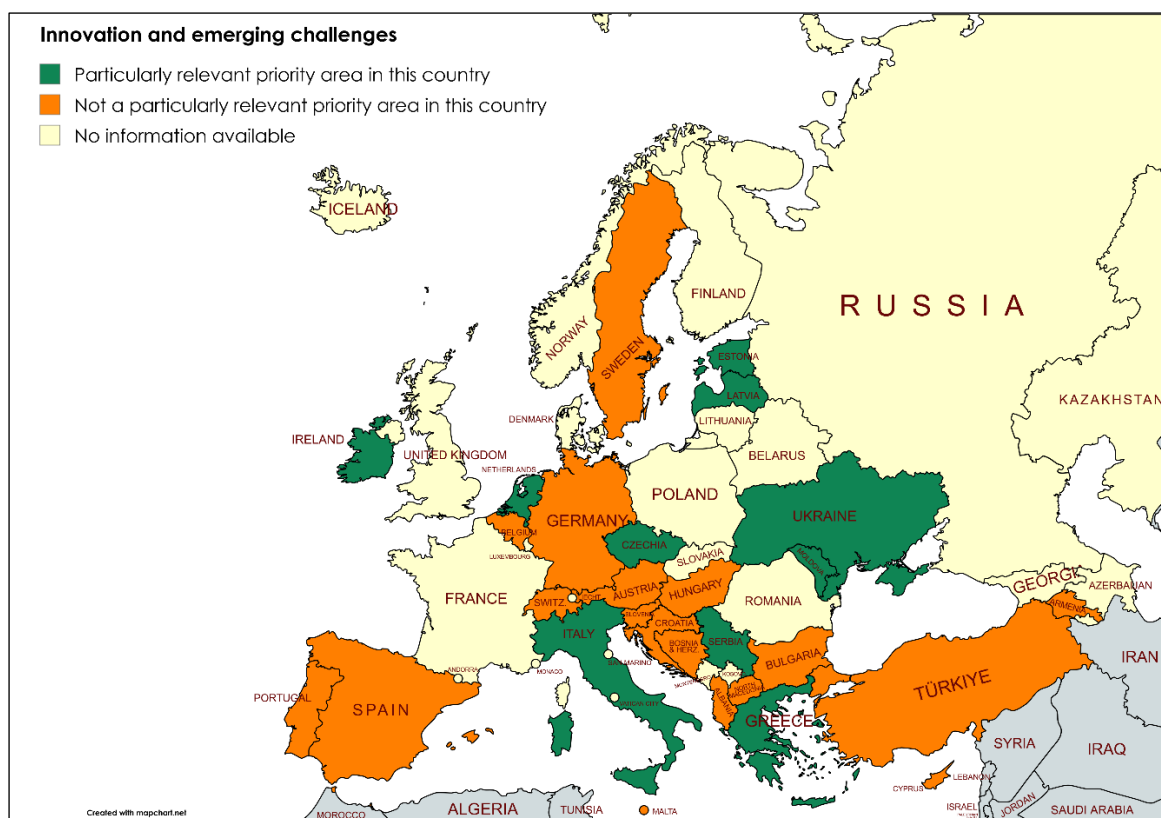 Innovation and emerging challenges
Particularly relevant priority area in this country
Not a particularly relevant priority area in this country
No information available
ICELAND
RUSSIA
FINLAND
NORWAY
SWEDEN
ESTONIA
LATVIA
KAZAKHSTAN
DENMARK
LITHUANIA
IRELAND
UNITED KINGDOM
BELARUS
NETHERLANDS
POLAND
GERMANY
UKRAINE
BELGIUM
CZECHIA
LUXEMBOURG
SLOVAKIA
MOLDOVA
FRANCE
SWITZ.
AUSTRIA
HUNGARY
ROMANIA
GEORGI
AZERBAIJAN
ARMENIA
SLOVENIA
CROATIA
ITALY
BOSNIA
& HERZ.
SERBIA
SAN MARINO
MONACO
ANDORRA
BULGARIA
KOSOVO
MONTENEGRO
NORTH
MACEDONIA
ALBANIA
VATICAN CITY
PORTUGAL
SPAIN
GREECE
TÜRKIYE
IRAN
SYRIA
IRAQ
CYPRUS
LEBANON
ISRAEL
JORDAN
SAUDI ARABIA
MALTA
MOROCCO
ALGERIA
TUNISIA
Created with mapchart.net